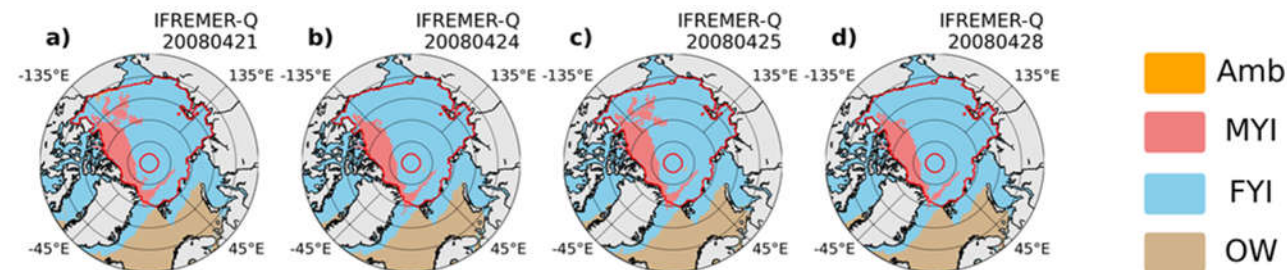 a) IFREMER-Q 20080421
b) IFREMER-Q 20080424
c) IFREMER-Q 20080425
d) IFREMER-Q 20080428
-135°E 135°E -135°E 135°E -135°E 135°E -135°E 135°E
-45°E 45°E -45°E 45°E -45°E 45°E -45°E 45°E
Amb
MYI
FYI
OW